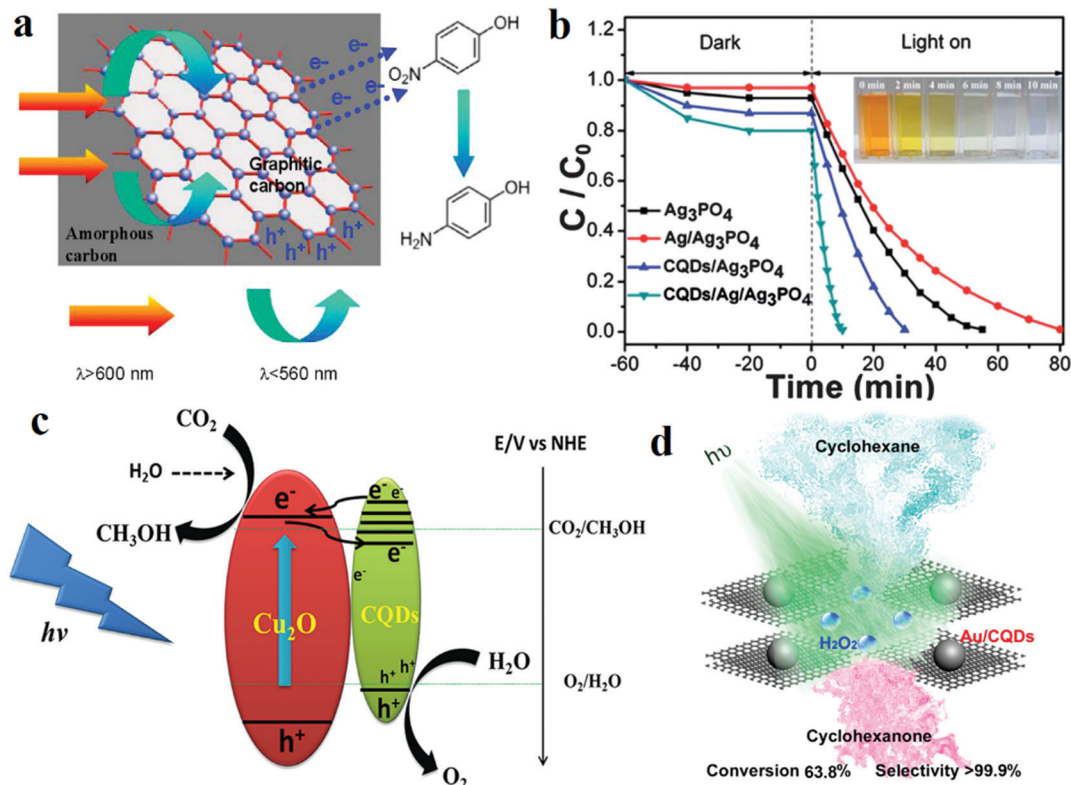 a
e-
e-
e-
e-
O₂N
OH
Graphitic
carbon
h⁺
h⁺ h⁺ h⁺
Amorphous
carbon
H₂N
OH
λ>600 nm
λ<560 nm
b
Dark
Light on
0 min
2 min
4 min
6 min
8 min
10 min
Ag₃PO₄
Ag/Ag₃PO₄
CQDs/Ag₃PO₄
CQDs/Ag/Ag₃PO₄
C / C₀
1.0
0.8
0.6
0.4
0.2
0.0
-60
-40
-20
0
20
40
60
80
Time (min)
c
CO₂
H₂O
CH₃OH
hν
e⁻
Cu₂O
h⁺
e⁻ e⁻
e⁻
e⁻
CQDs
h⁺ h⁺
h⁺
H₂O
O₂
E/V vs NHE
CO₂/CH₃OH
O₂/H₂O
d
hυ
Cyclohexane
H₂O₂
Au/CQDs
Cyclohexanone
Conversion 63.8%
Selectivity >99.9%